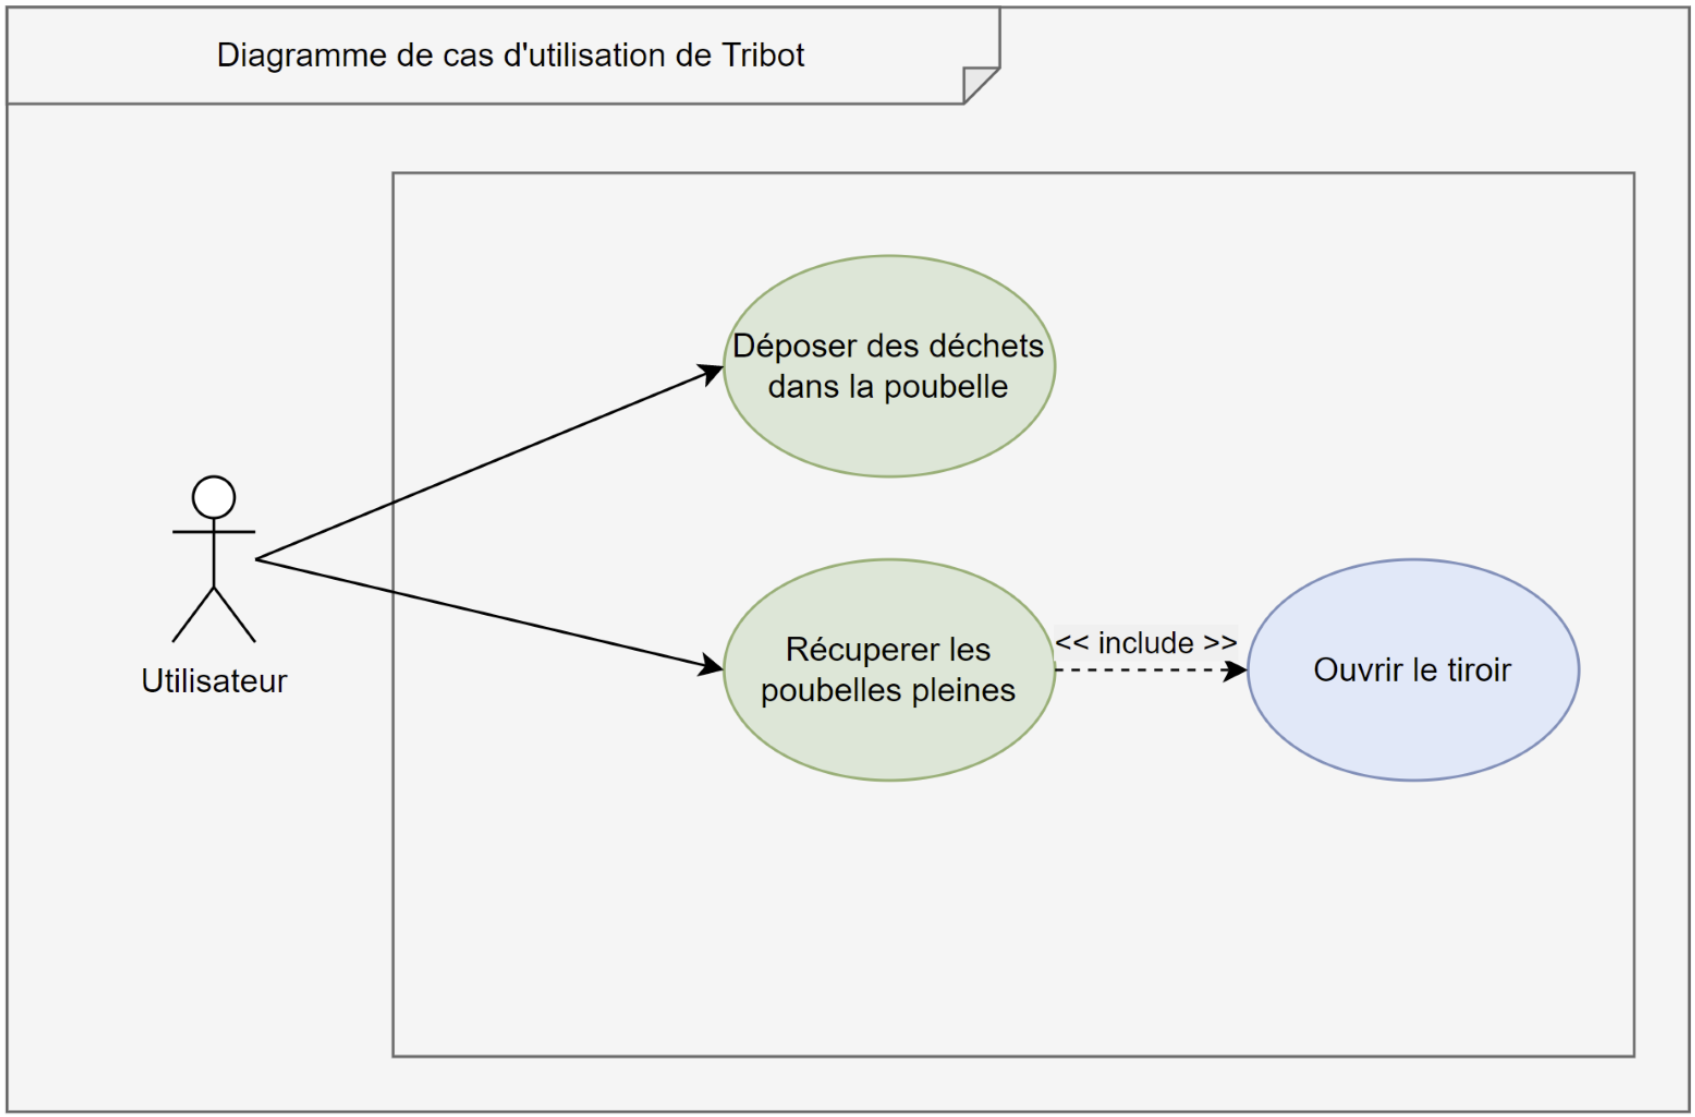 Diagramme de cas d'utilisation de Tribot
Déposer des déchets
dans la poubelle
Utilisateur
Récuperer les
poubelles pleines
<< include >>
Ouvrir le tiroir